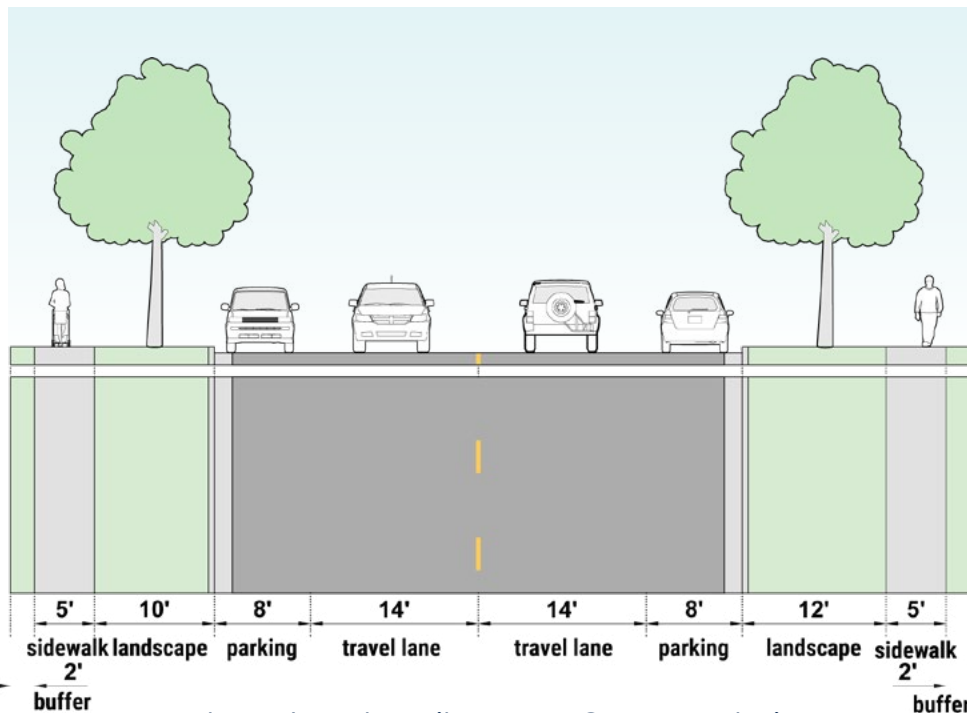 5' 10' 8' 14' 14' 8' 12' 5'
sidewalk landscape parking travel lane travel lane parking landscape sidewalk
2' 2'
buffer buffer